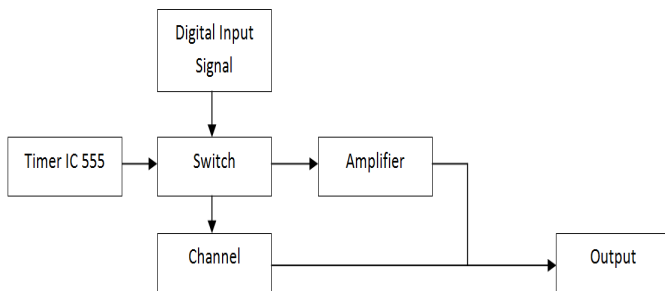 Digital Input
Signal
Timer IC 555
Switch
Amplifier
Channel
Output